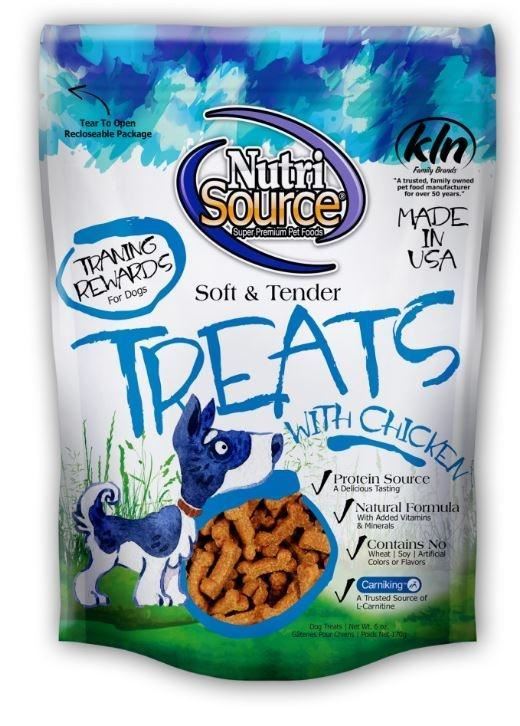 Tear To Open
Recloseable Package
kln
Family Brands
"A trusted, family owned
pet food manufacturer
for over 50 years."
Nutri
Source®
Super Premium Pet Foods
MADE
IN
USA
TRANING
REWARDS
For Dogs
Soft & Tender
TREATS
WITH CHICKEN
Protein Source
A Delicious Tasting
Natural Formula
With Added Vitamins
& Minerals
Contains No
Wheat | Soy | Artificial
Colors or Flavors
Carniking
A Trusted Source of
L-Carnitine
Dog Treats | Net Wt. 6 oz.
Gâteries Pour Chiens | Poids Net 170g